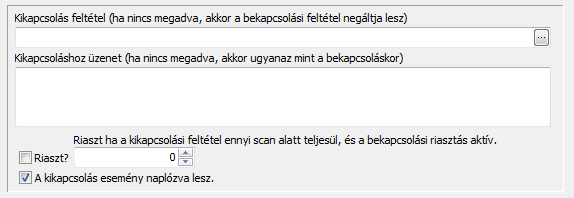 Kikapcsolás feltétel (ha nincs megadva, akkor a bekapcsolási feltétel negáltja lesz)
...
Kikapcsoláshoz üzenet (ha nincs megadva, akkor ugyanaz mint a bekapcsoláskor)
Riaszt ha a kikapcsolási feltétel ennyi scan alatt teljesül, és a bekapcsolási riasztás aktív.
Riaszt? 0
A kikapcsolás esemény naplózva lesz.